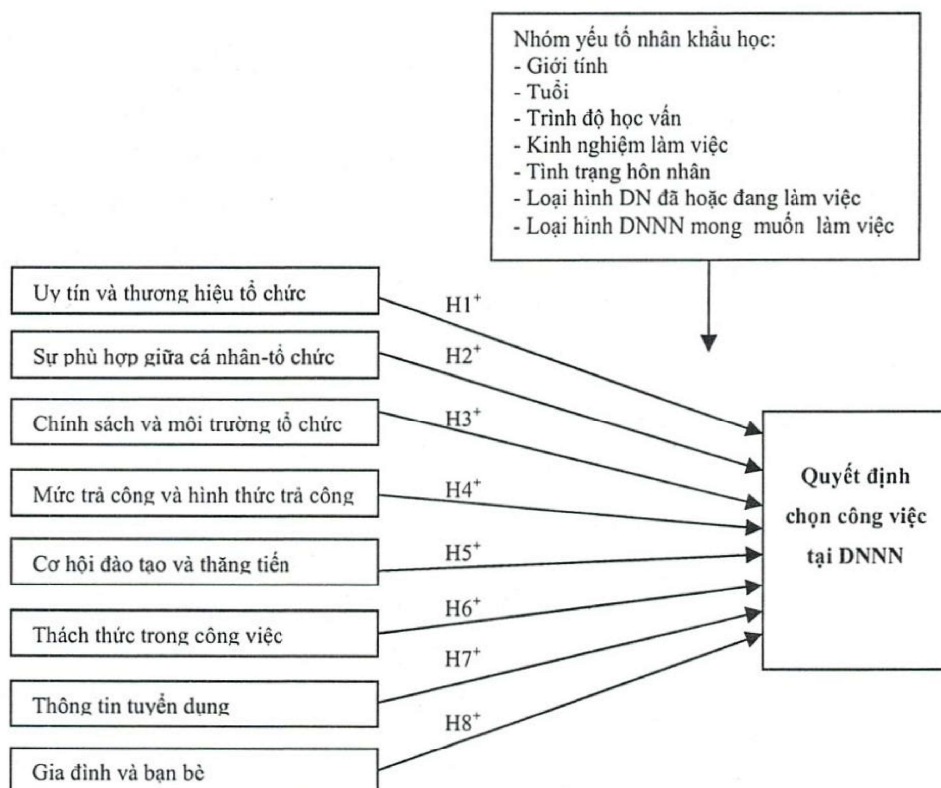 Nhóm yếu tố nhân khẩu học:
- Giới tính
- Tuổi
- Trình độ học vấn
- Kinh nghiệm làm việc
- Tình trạng hôn nhân
- Loại hình DN đã hoặc đang làm việc
- Loại hình DNNN mong muốn làm việc
Uy tín và thương hiệu tổ chức
H1+
Sự phù hợp giữa cá nhân-tổ chức
H2+
Chính sách và môi trường tổ chức
H3+
Mức trả công và hình thức trả công
H4+
Cơ hội đào tạo và thăng tiến
H5+
Thách thức trong công việc
H6+
Thông tin tuyển dụng
H7+
Gia đình và bạn bè
H8+
Quyết định
chọn công việc
tại DNNN